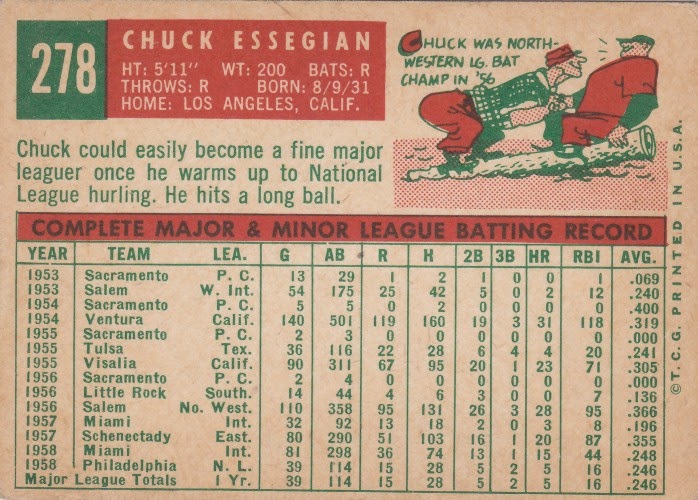 278
CHUCK ESSEGIAN
HT: 5'11" WT: 200 BATS: R
THROWS: R BORN: 8/9/31
HOME: LOS ANGELES, CALIF.
CHUCK WAS NORTH-
WESTERN LG. BAT
CHAMP IN '56
Chuck could easily become a fine major
leaguer once he warms up to National
League hurling. He hits a long ball.
COMPLETE MAJOR & MINOR LEAGUE BATTING RECORD
YEAR TEAM LEA. G AB R H 2B 3B HR RBI AVG.
1953 Sacramento P. C. 13 29 1 2 1 0 0 1 .069
1953 Salem W. Int. 54 175 25 42 5 0 2 12 .240
1954 Sacramento P. C. 5 5 0 2 0 0 0 0 .400
1954 Ventura Calif. 140 501 119 160 19 3 31 118 .319
1955 Sacramento P. C. 2 3 0 0 0 0 0 0 .000
1955 Tulsa Tex. 36 116 22 28 6 4 4 20 .241
1955 Visalia Calif. 90 311 67 95 20 1 23 71 .305
1956 Sacramento P. C. 2 4 0 0 0 0 0 0 .000
1956 Little Rock South. 14 44 4 6 3 0 0 7 .136
1956 Salem No. West. 110 358 95 131 26 3 28 95 .366
1957 Miami Int. 32 92 13 18 2 0 3 8 .196
1957 Schenectady East. 80 290 51 103 16 1 20 87 .355
1958 Miami Int. 81 298 36 74 13 1 15 44 .248
1958 Philadelphia N. L. 39 114 15 28 5 2 5 16 .246
Major League Totals 1 Yr. 39 114 15 28 5 2 5 16 .246
©T. C. G. PRINTED IN U.S.A.